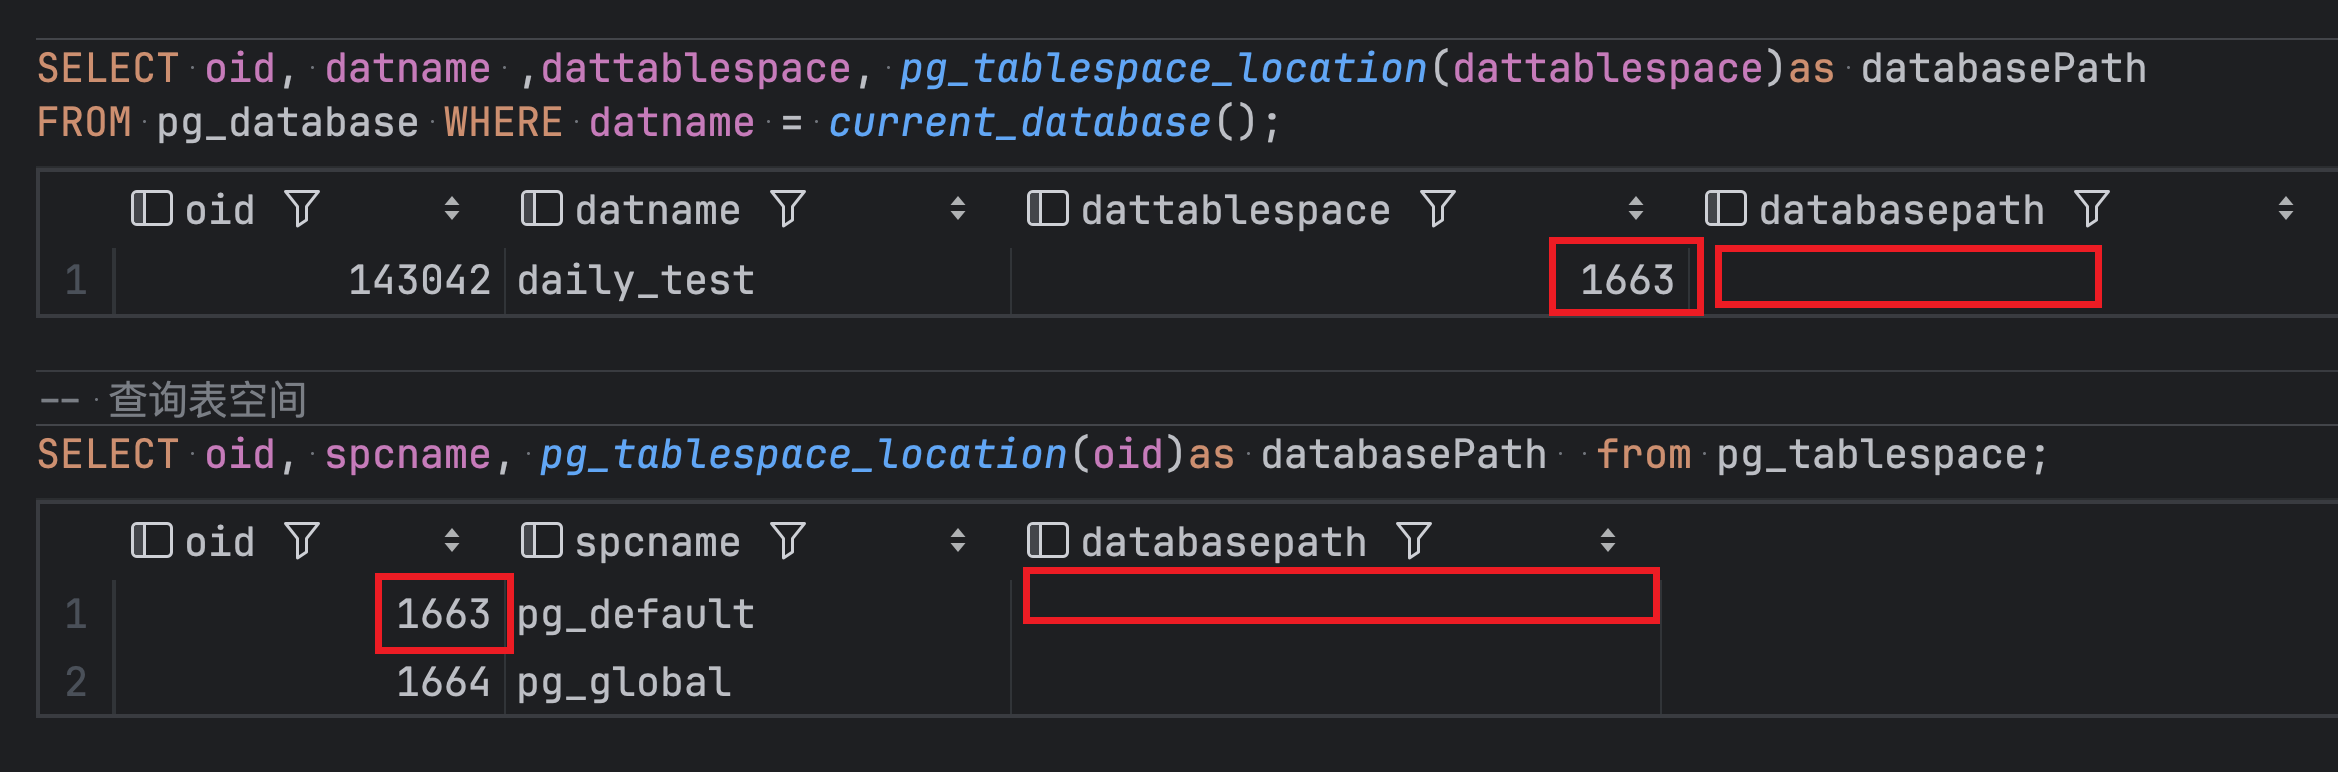 SELECT oid, datname ,dattablespace, pg_tablespace_location(dattablespace)as databasePath
FROM pg_database WHERE datname = current_database();
oid datname dattablespace databasepath
1 143042 daily_test 1663
-- 查询表空间
SELECT oid, spcname, pg_tablespace_location(oid)as databasePath  from pg_tablespace;
oid spcname databasepath
1 1663 pg_default
2 1664 pg_global